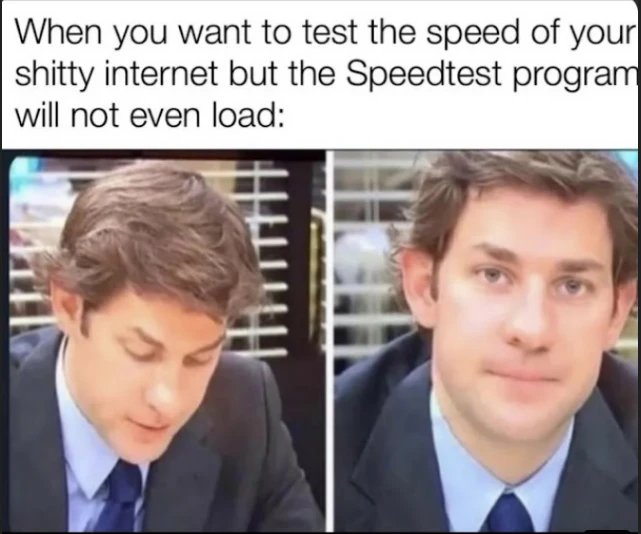 When you want to test the speed of your
shitty internet but the Speedtest program
will not even load: